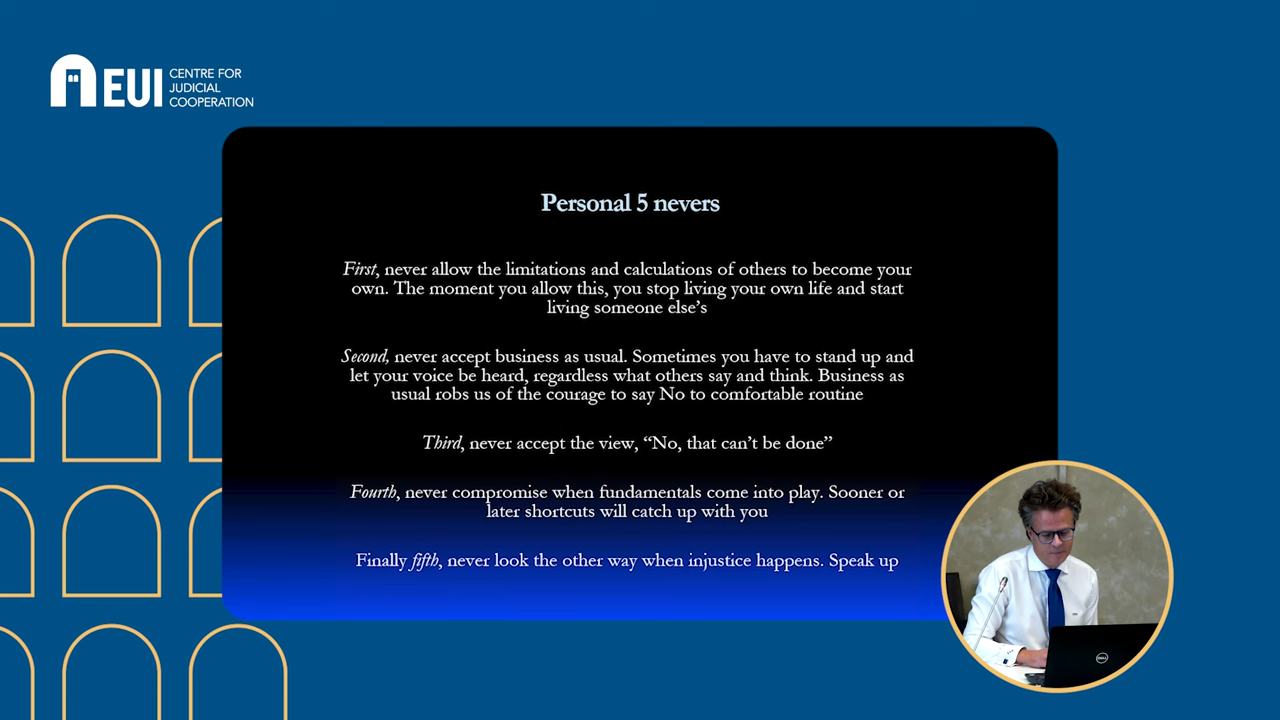 EUI
CENTRE FOR
JUDICIAL
COOPERATION
Personal 5 nevers
First, never allow the limitations and calculations of others to become your
own. The moment you allow this, you stop living your own life and start
living someone else’s
Second, never accept business as usual. Sometimes you have to stand up and
let your voice be heard, regardless what others say and think. Business as
usual robs us of the courage to say No to comfortable routine
Third, never accept the view, “No, that can’t be done”
Fourth, never compromise when fundamentals come into play. Sooner or
later shortcuts will catch up with you
Finally fifth, never look the other way when injustice happens. Speak up
DELL